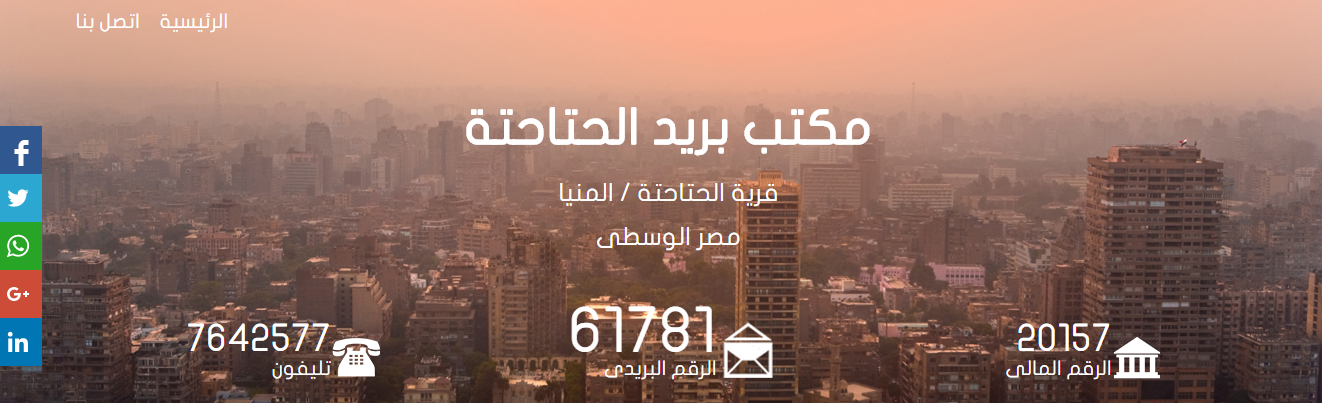 الرئيسية
اتصل بنا
مكتب بريد الحتاحتة
قرية الحتاحتة / المنيا
مصر الوسطى
20157
الرقم المالى
61781
الرقم البريدى
7642577
تليفون
f
G+
in